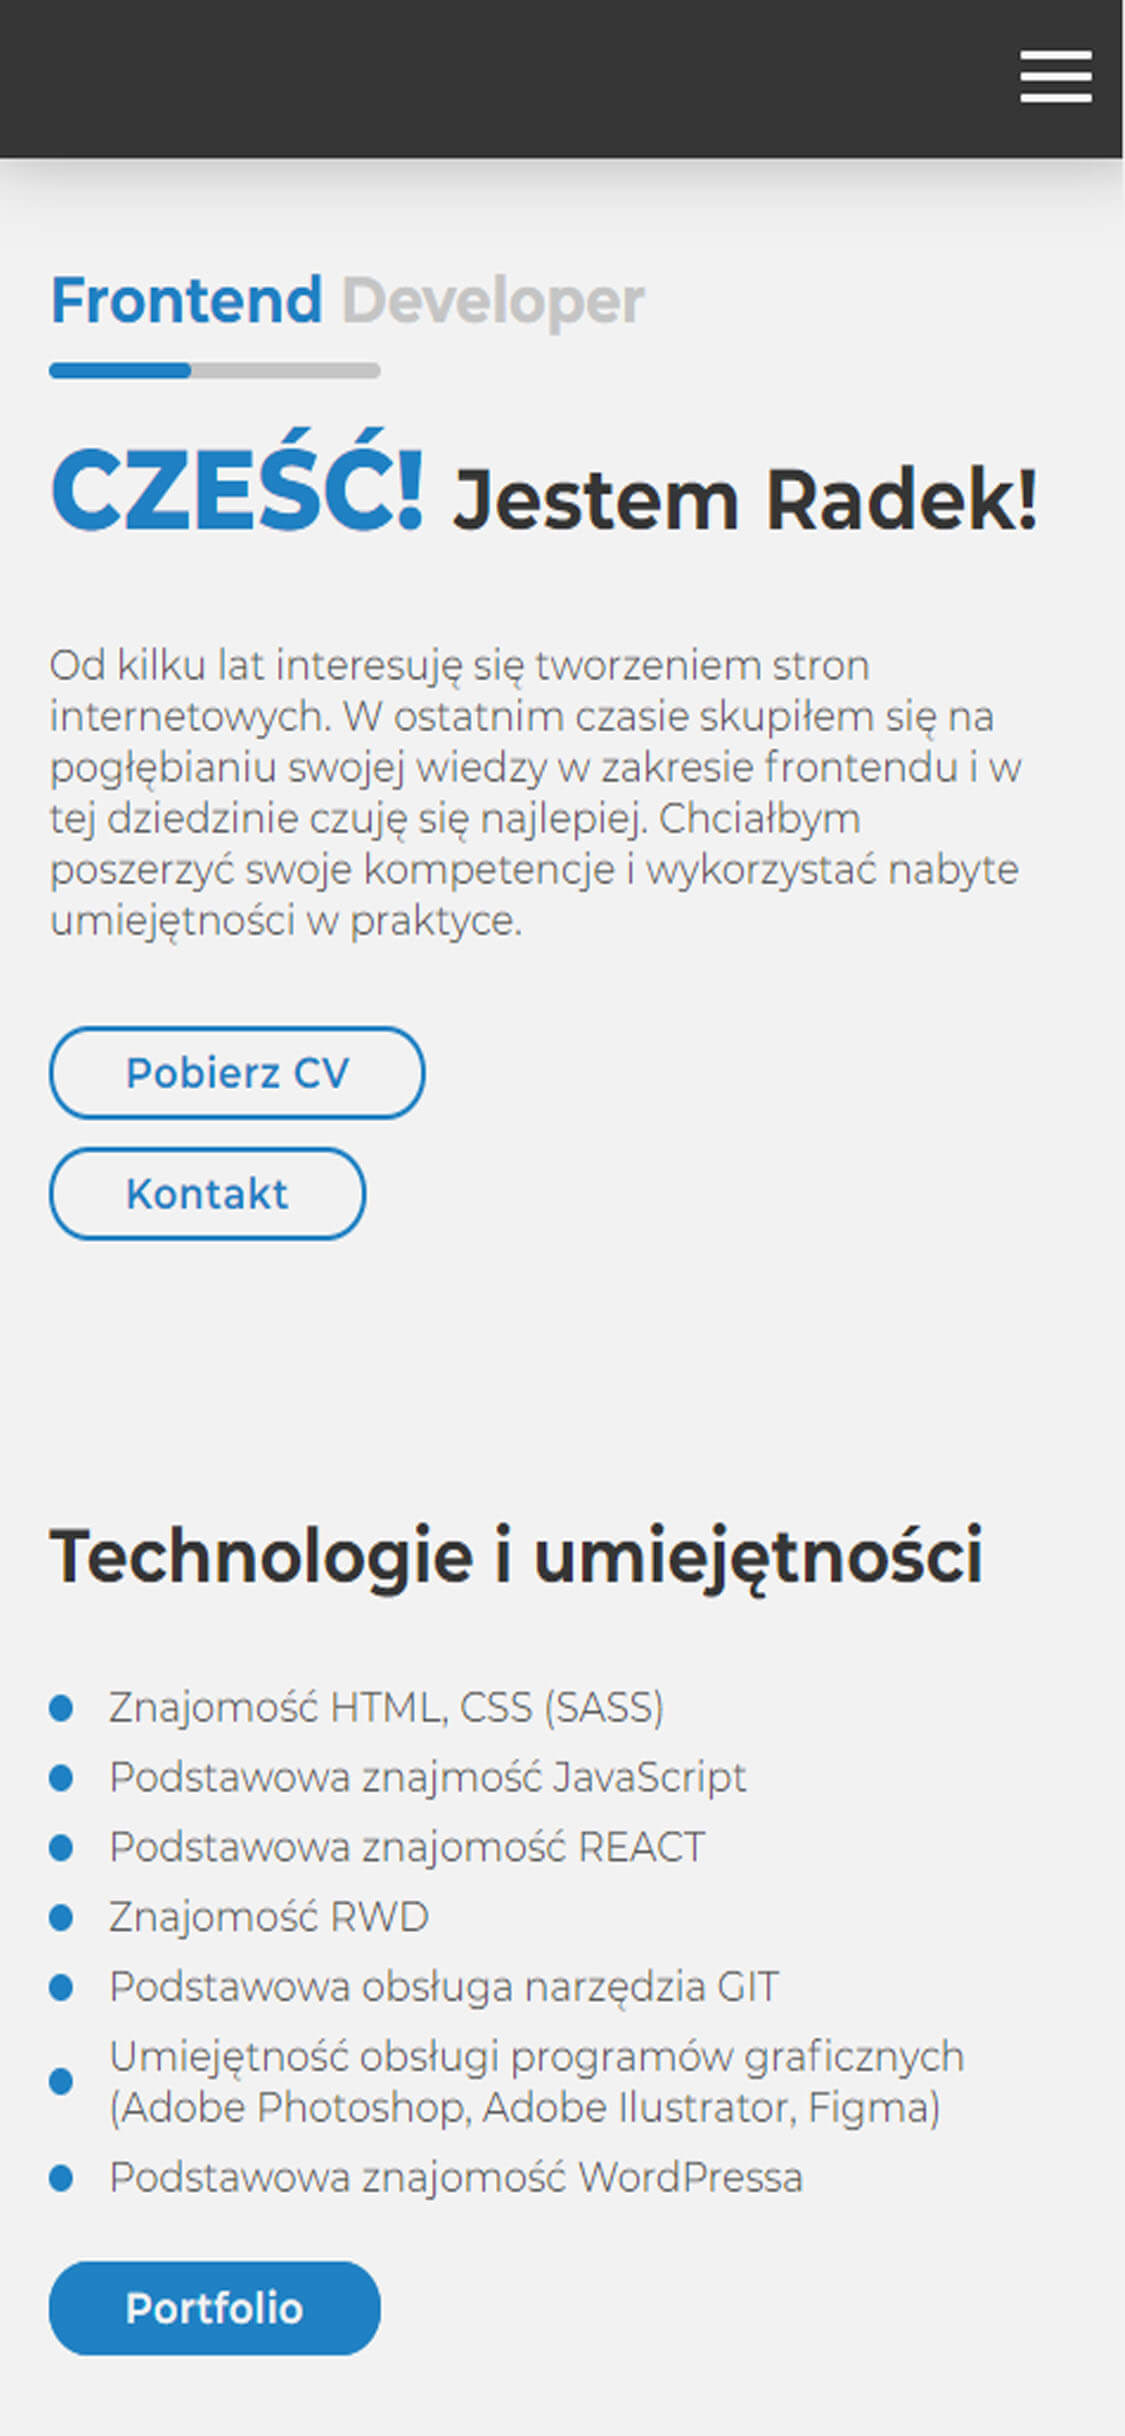 Frontend Developer
CZEŚĆ! Jestem Radek!
Od kilku lat interesuję się tworzeniem stron
internetowych. W ostatnim czasie skupiłem się na
pogłębianiu swojej wiedzy w zakresie frontendu i w
tej dziedzinie czuję się najlepiej. Chciałbym
poszerzyć swoje kompetencje i wykorzystać nabyte
umiejętności w praktyce.
Pobierz CV
Kontakt
Technologie i umiejętności
Znajomość HTML, CSS (SASS)
Podstawowa znajmość JavaScript
Podstawowa znajomość REACT
Znajomość RWD
Podstawowa obsługa narzędzia GIT
Umiejętność obsługi programów graficznych
(Adobe Photoshop, Adobe Ilustrator, Figma)
Podstawowa znajomość WordPressa
Portfolio